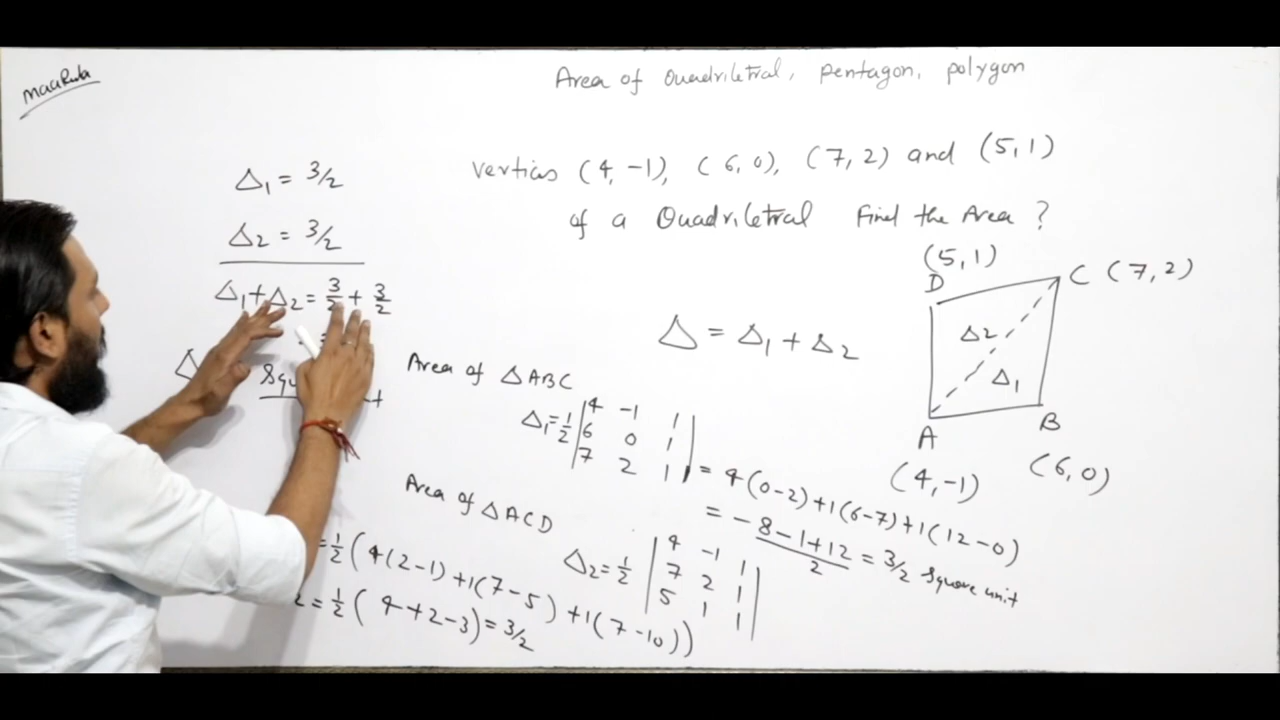 maaRula
Area of Quadriletral, pentagon, polygon
vertias (4, -1), (6, 0), (7, 2) and (5, 1)
of a Quadriletral Find the Area ?
Δ1 = 3/2
Δ2 = 3/2
Δ1+Δ2 = 3/2 + 3/2
Δ = Δ1 + Δ2
(5, 1)
D
C (7, 2)
Δ2
Δ1
A
B
(4, -1)
(6, 0)
Area of ΔABC
Δ1 = 1/2 | 4 -1 1
6 0 1
7 2 1 |
= 4(0-2)+1(6-7)+1(12-0)
= -8-1+12/2 = 3/2 Square unit
Area of ΔACD
Δ2 = 1/2 | 4 -1 1
7 2 1
5 1 1 |
= 1/2 (4(2-1)+1(7-5)+1(7-10))
2 = 1/2 (4+2-3) = 3/2